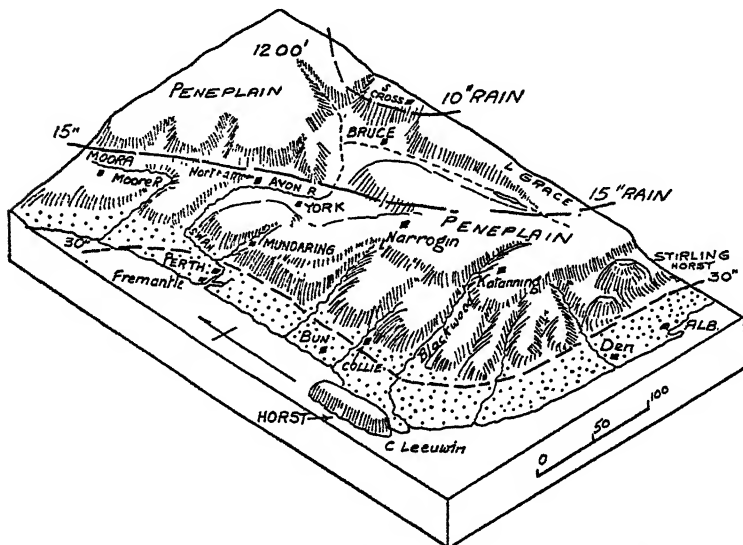 1200'
PENEPLAIN
S CROSS
10" RAIN
BRUCE
15"
L GRACE
MOORA
Moore R
Northam
AVON R
15" RAIN
YORK
PENEPLAIN
SWAN
MUNDARING
Narrogin
30"
PERTH
Fremantle
Katanning
STIRLING
HORST
30"
Blackwood
BUN
COLLIE
Den
ALB.
HORST
C Leeuwin
0 50 100